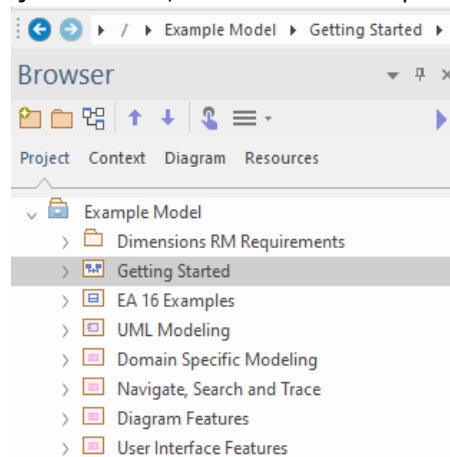 / Example Model Getting Started
Browser
Project Context Diagram Resources
Example Model
Dimensions RM Requirements
Getting Started
EA 16 Examples
UML Modeling
Domain Specific Modeling
Navigate, Search and Trace
Diagram Features
User Interface Features